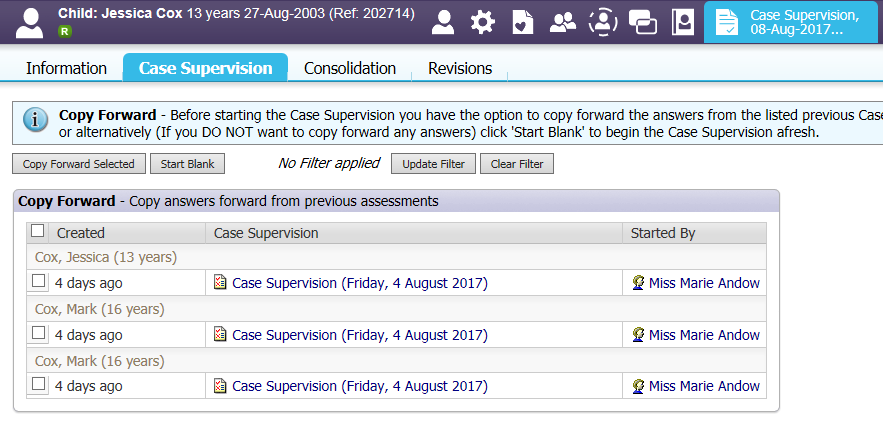 Child: Jessica Cox 13 years 27-Aug-2003 (Ref: 202714)
R
Case Supervision,
08-Aug-2017...
Information Case Supervision Consolidation Revisions
Copy Forward - Before starting the Case Supervision you have the option to copy forward the answers from the listed previous Case
or alternatively (If you DO NOT want to copy forward any answers) click 'Start Blank' to begin the Case Supervision afresh.
Copy Forward Selected Start Blank No Filter applied Update Filter Clear Filter
Copy Forward - Copy answers forward from previous assessments
Created Case Supervision Started By
Cox, Jessica (13 years)
4 days ago Case Supervision (Friday, 4 August 2017) Miss Marie Andow
Cox, Mark (16 years)
4 days ago Case Supervision (Friday, 4 August 2017) Miss Marie Andow
Cox, Mark (16 years)
4 days ago Case Supervision (Friday, 4 August 2017) Miss Marie Andow